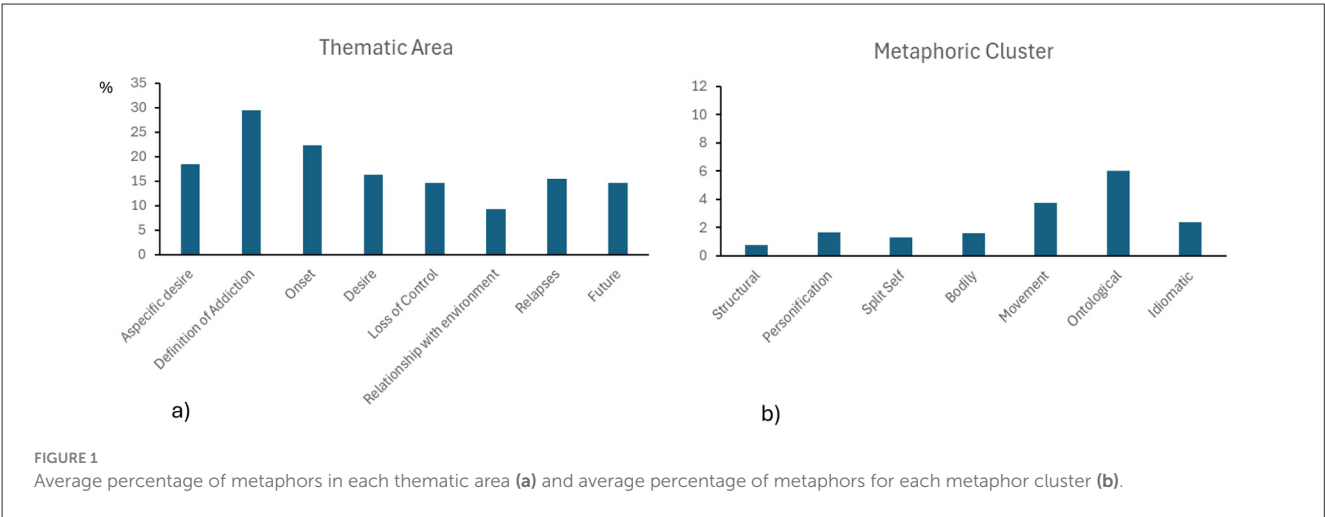 Thematic Area
%
35
30
25
20
15
10
5
0
Aspecific desire
Definition of Addiction
Onset
Desire
Loss of Control
Relationship with environment
Relapses
Future
a)
Metaphoric Cluster
12
10
8
6
4
2
0
Structural
Personification
Split Self
Bodily
Movement
Ontological
Idiomatic
b)
FIGURE 1
Average percentage of metaphors in each thematic area (a) and average percentage of metaphors for each metaphor cluster (b).